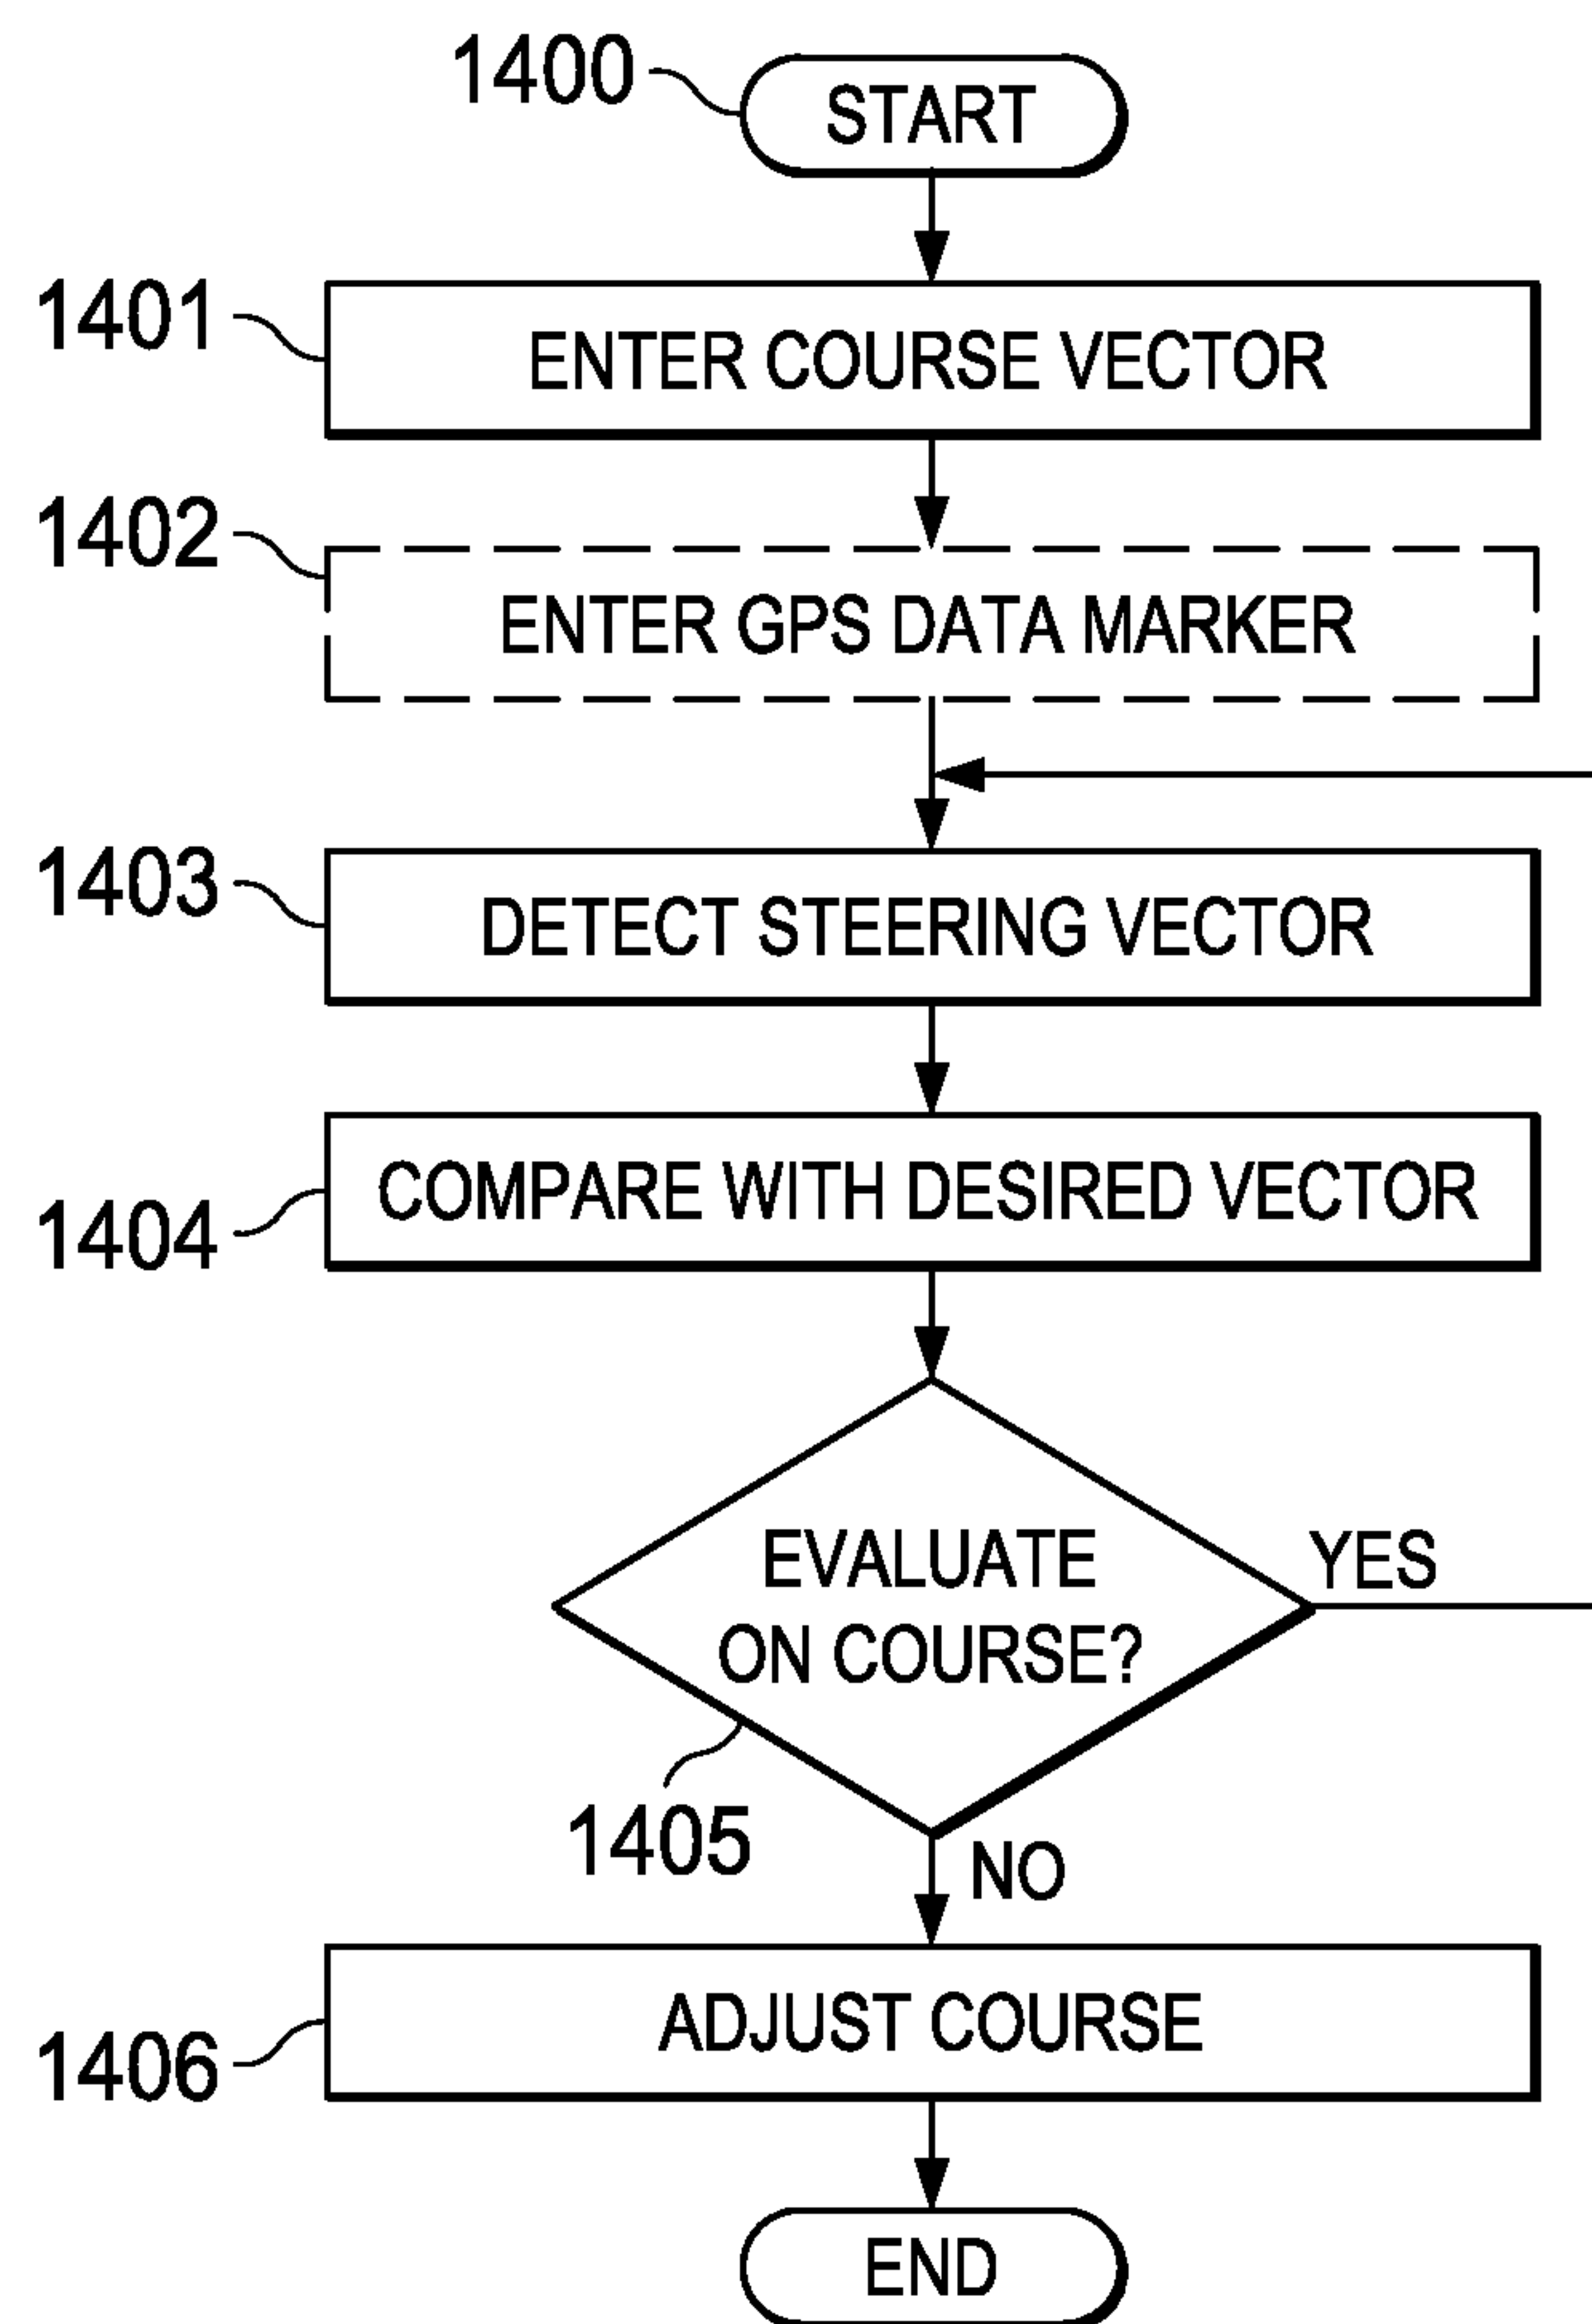 1400
START
1401
ENTER COURSE VECTOR
1402
ENTER GPS DATA MARKER
1403
DETECT STEERING VECTOR
1404
COMPARE WITH DESIRED VECTOR
EVALUATE
ON COURSE?
YES
1405
NO
1406
ADJUST COURSE
END